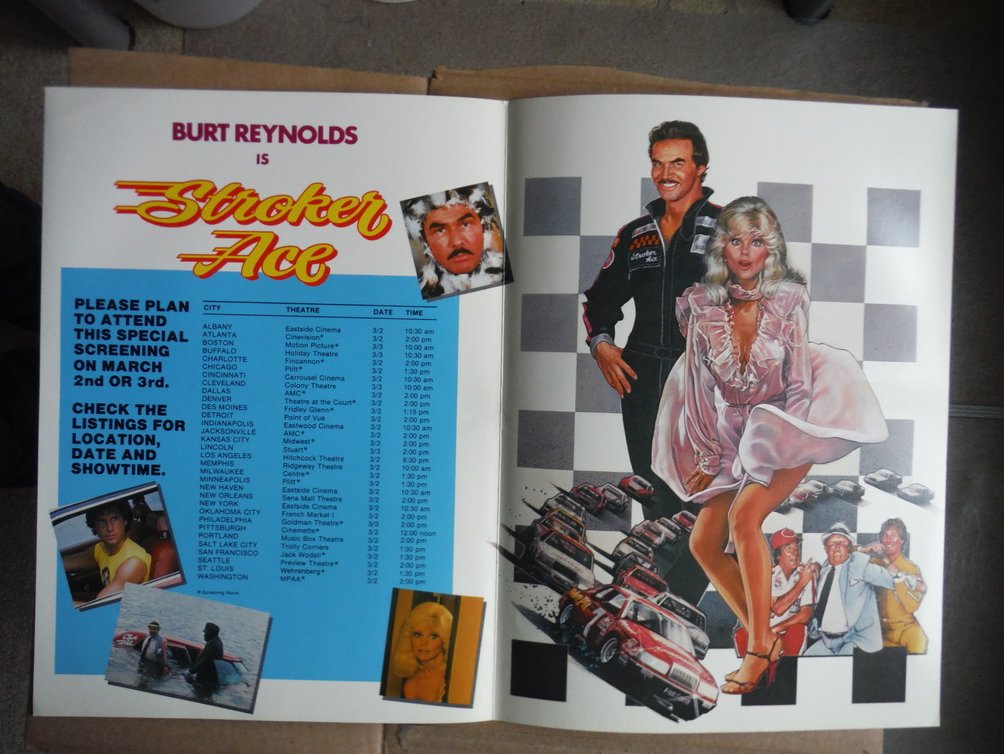 BURT REYNOLDS
IS
Stroker
Ace
PLEASE PLAN
TO ATTEND
THIS SPECIAL
SCREENING
ON MARCH
2nd OR 3rd.
CHECK THE
LISTINGS FOR
LOCATION,
DATE AND
SHOWTIME.
CITY THEATRE DATE TIME
ALBANY Eastside Cinema 3/2 10:30 am
ATLANTA Cinevision* 3/2 2:00 pm
BOSTON Motion Picture* 3/3 10:00 am
BUFFALO Holiday Theatre 3/3 10:30 am
CHARLOTTE Fincannon* 3/2 2:00 pm
CHICAGO Plitt* 3/2 1:30 pm
CINCINNATI Carrousel Cinema 3/2 10:30 am
CLEVELAND Colony Theatre 3/3 10:00 am
DALLAS AMC* 3/2 2:00 pm
DENVER Theatre at the Court* 3/2 2:00 pm
DES MOINES Fridley Glenn* 3/2 1:15 pm
DETROIT Point of Vue 3/2 2:00 pm
INDIANAPOLIS Eastwood Cinema 3/2 10:30 am
JACKSONVILLE AMC* 3/2 2:00 pm
KANSAS CITY Midwest* 3/2 2:00 pm
LINCOLN Stuart* 3/3 2:00 pm
LOS ANGELES Hitchcock Theatre 3/2 8:30 pm
MEMPHIS Ridgeway Theatre 3/2 10:00 am
MILWAUKEE Centre* 3/2 1:30 pm
MINNEAPOLIS Plitt* 3/2 1:30 pm
NEW HAVEN Eastside Cinema 3/2 10:30 am
NEW ORLEANS Sena Mall Theatre 3/2 2:00 pm
NEW YORK Eastside Cinema 3/2 10:30 am
OKLAHOMA CITY French Market I 3/2 2:00 pm
PHILADELPHIA Goldman Theatre* 3/3 2:00 pm
PITTSBURGH Cinemette* 3/2 12:00 noon
PORTLAND Music Box Theatre 3/2 2:00 pm
SALT LAKE CITY Trolly Corners 3/2 1:30 pm
SAN FRANCISCO Jack Wodell* 3/2 1:30 pm
SEATTLE Preview Theatre* 3/2 2:00 pm
ST. LOUIS Wehrenberg* 3/2 1:30 pm
WASHINGTON MPAA* 3/2 2:00 pm
* Screening Room
Stroker
Ace